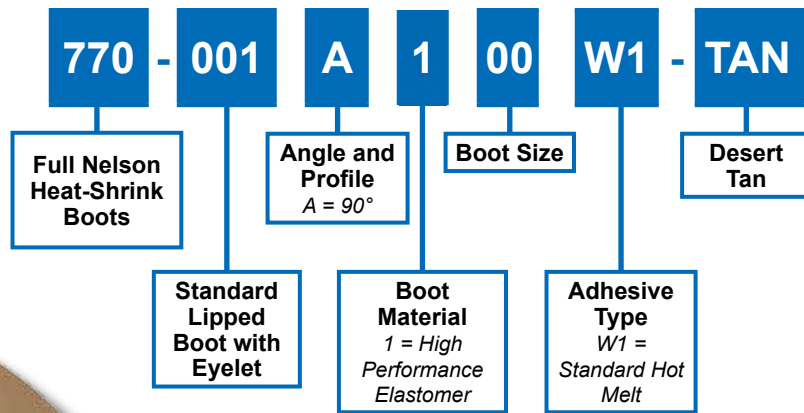 770 - 001 A 1 00 W1 - TAN
Full Nelson
Heat-Shrink
Boots
Angle and
Profile
A = 90°
Boot Size
Desert
Tan
Standard
Lipped
Boot with
Eyelet
Boot
Material
1 = High
Performance
Elastomer
Adhesive
Type
W1 =
Standard Hot
Melt